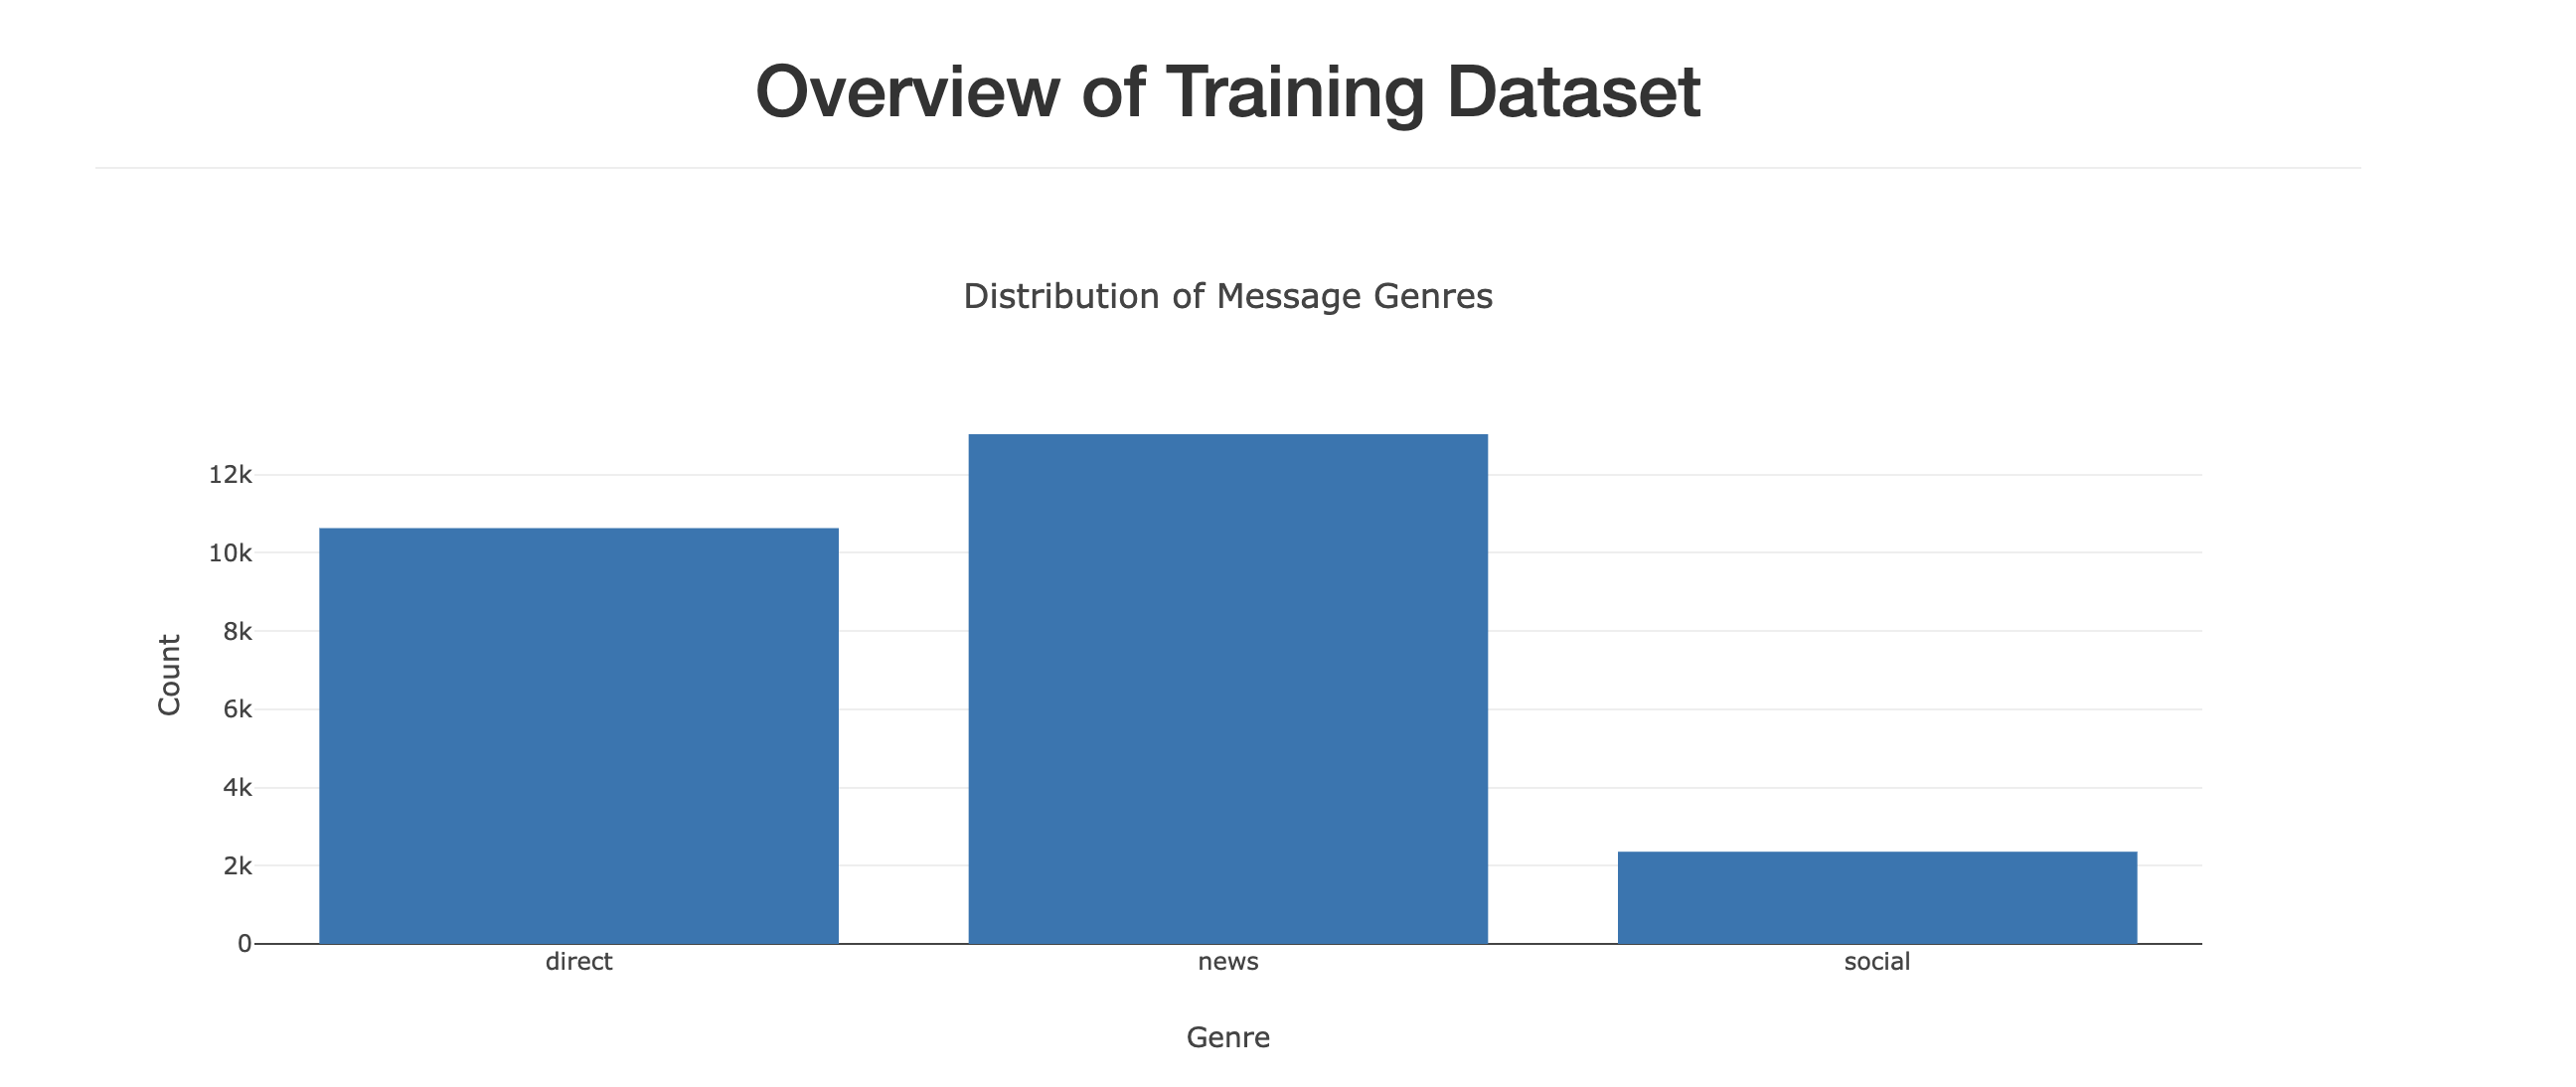 Overview of Training Dataset
Distribution of Message Genres
12k
10k
8k
6k
4k
2k
0
Count
direct
news
social
Genre